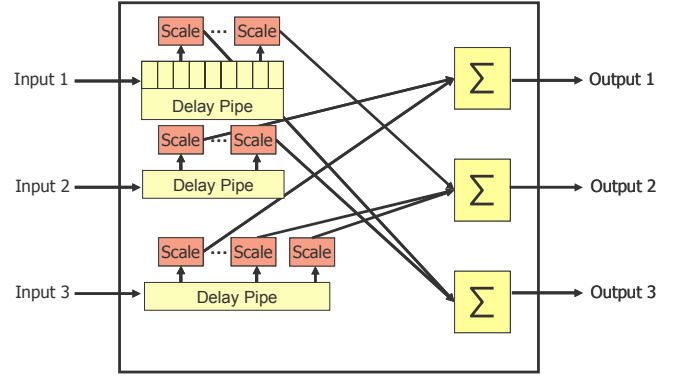 Scale ... Scale
Input 1
Delay Pipe
Σ
Output 1
Scale ... Scale
Input 2
Delay Pipe
Σ
Output 2
Scale ... Scale Scale
Input 3
Delay Pipe
Σ
Output 3